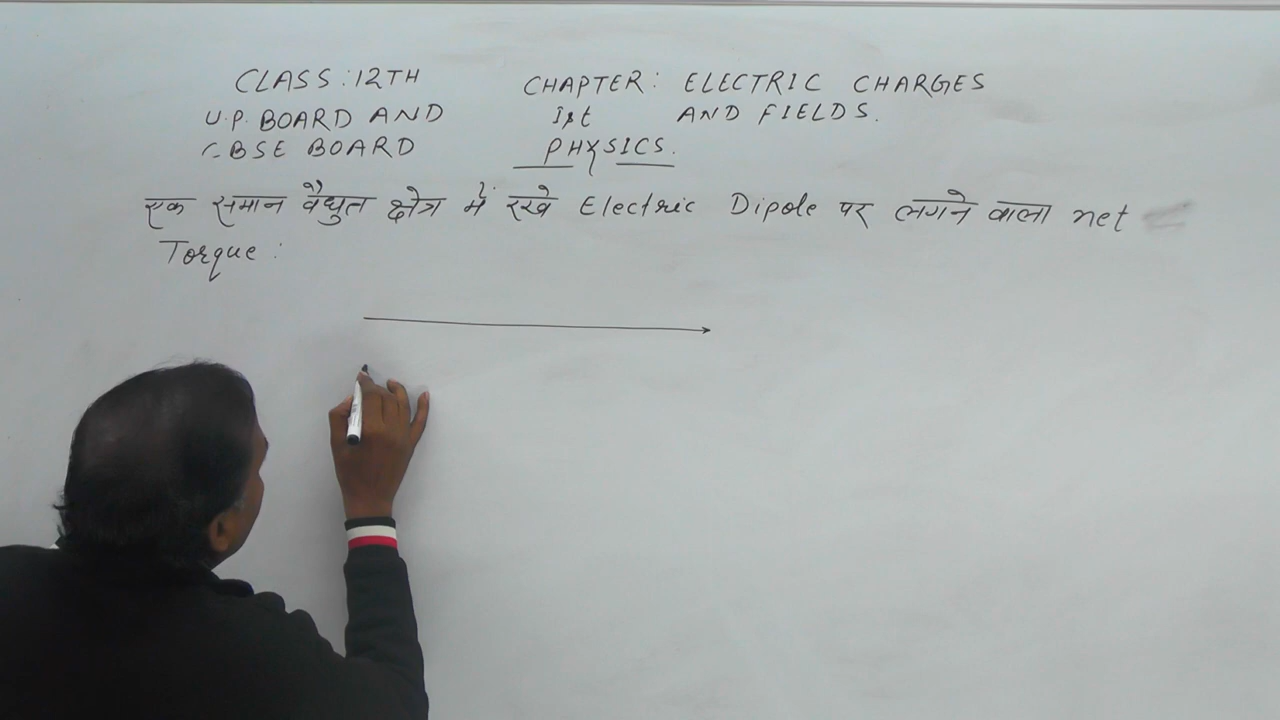 CLASS: 12TH CHAPTER: ELECTRIC CHARGES
U.P. BOARD AND 1st AND FIELDS.
CBSE BOARD PHYSICS.
एक समान वैद्युत क्षेत्र में रखे Electric Dipole पर लगने वाला net
Torque: